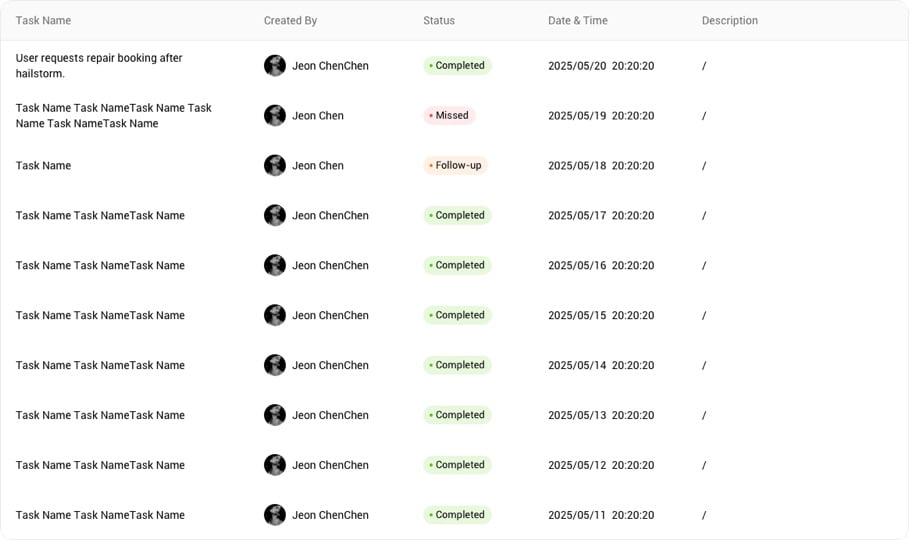 Task Name Created By Status Date & Time Description
User requests repair booking after
hailstorm.
Jeon ChenChen Completed 2025/05/20 20:20:20 /
Task Name Task NameTask Name Task
Name Task NameTask Name
Jeon Chen Missed 2025/05/19 20:20:20 /
Task Name Jeon Chen Follow-up 2025/05/18 20:20:20 /
Task Name Task NameTask Name Jeon ChenChen Completed 2025/05/17 20:20:20 /
Task Name Task NameTask Name Jeon ChenChen Completed 2025/05/16 20:20:20 /
Task Name Task NameTask Name Jeon ChenChen Completed 2025/05/15 20:20:20 /
Task Name Task NameTask Name Jeon ChenChen Completed 2025/05/14 20:20:20 /
Task Name Task NameTask Name Jeon ChenChen Completed 2025/05/13 20:20:20 /
Task Name Task NameTask Name Jeon ChenChen Completed 2025/05/12 20:20:20 /
Task Name Task NameTask Name Jeon ChenChen Completed 2025/05/11 20:20:20 /